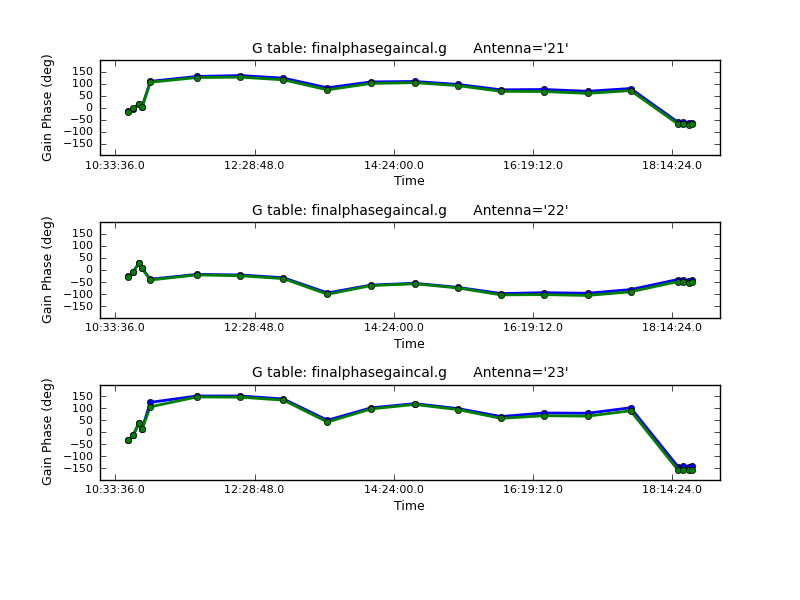 G table: finalphasegaincal.g Antenna='21'
Gain Phase (deg)
150
100
50
0
−50
−100
−150
10:33:36.0 12:28:48.0 14:24:00.0 16:19:12.0 18:14:24.0
Time
G table: finalphasegaincal.g Antenna='22'
Gain Phase (deg)
150
100
50
0
−50
−100
−150
10:33:36.0 12:28:48.0 14:24:00.0 16:19:12.0 18:14:24.0
Time
G table: finalphasegaincal.g Antenna='23'
Gain Phase (deg)
150
100
50
0
−50
−100
−150
10:33:36.0 12:28:48.0 14:24:00.0 16:19:12.0 18:14:24.0
Time